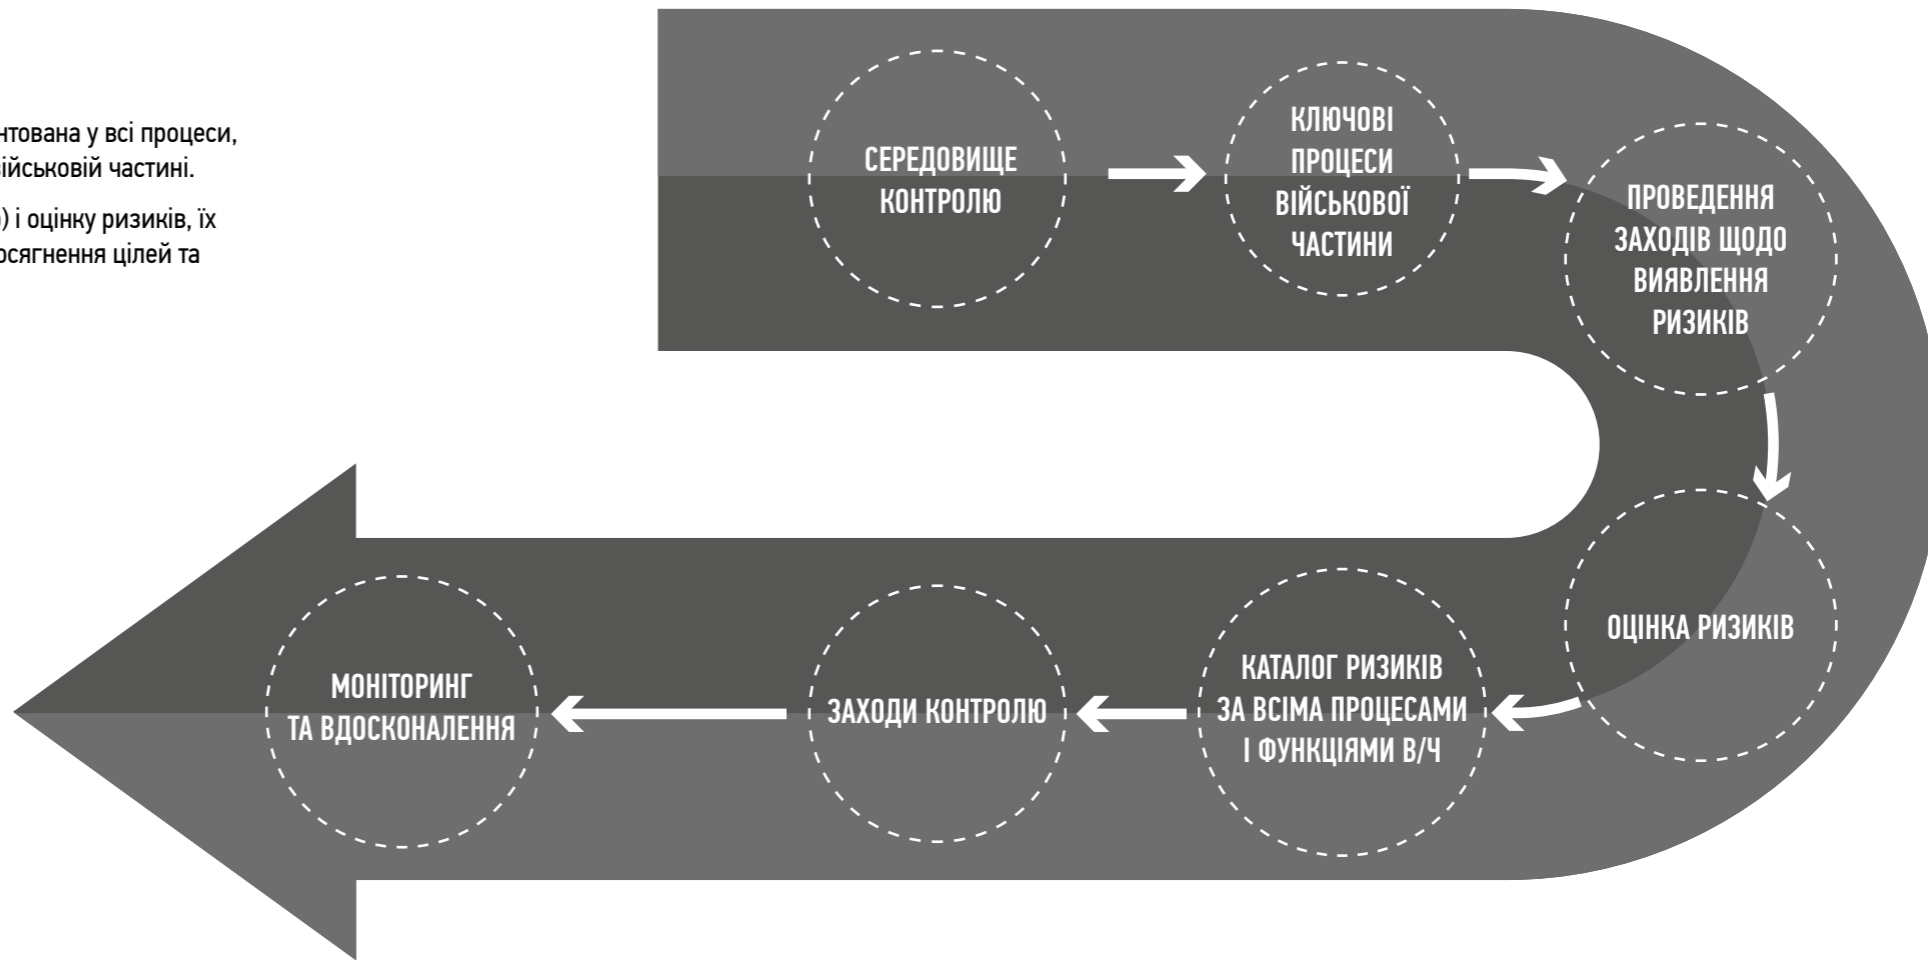 нтована у всі процеси,
військовій частині.
) і оцінку ризиків, їх
осягнення цілей та
СЕРЕДОВИЩЕ
КОНТРОЛЮ
КЛЮЧОВІ
ПРОЦЕСИ
ВІЙСЬКОВОЇ
ЧАСТИНИ
ПРОВЕДЕННЯ
ЗАХОДІВ ЩОДО
ВИЯВЛЕННЯ
РИЗИКІВ
ОЦІНКА РИЗИКІВ
КАТАЛОГ РИЗИКІВ
ЗА ВСІМА ПРОЦЕСАМИ
І ФУНКЦІЯМИ В/Ч
ЗАХОДИ КОНТРОЛЮ
МОНІТОРИНГ
ТА ВДОСКОНАЛЕННЯ